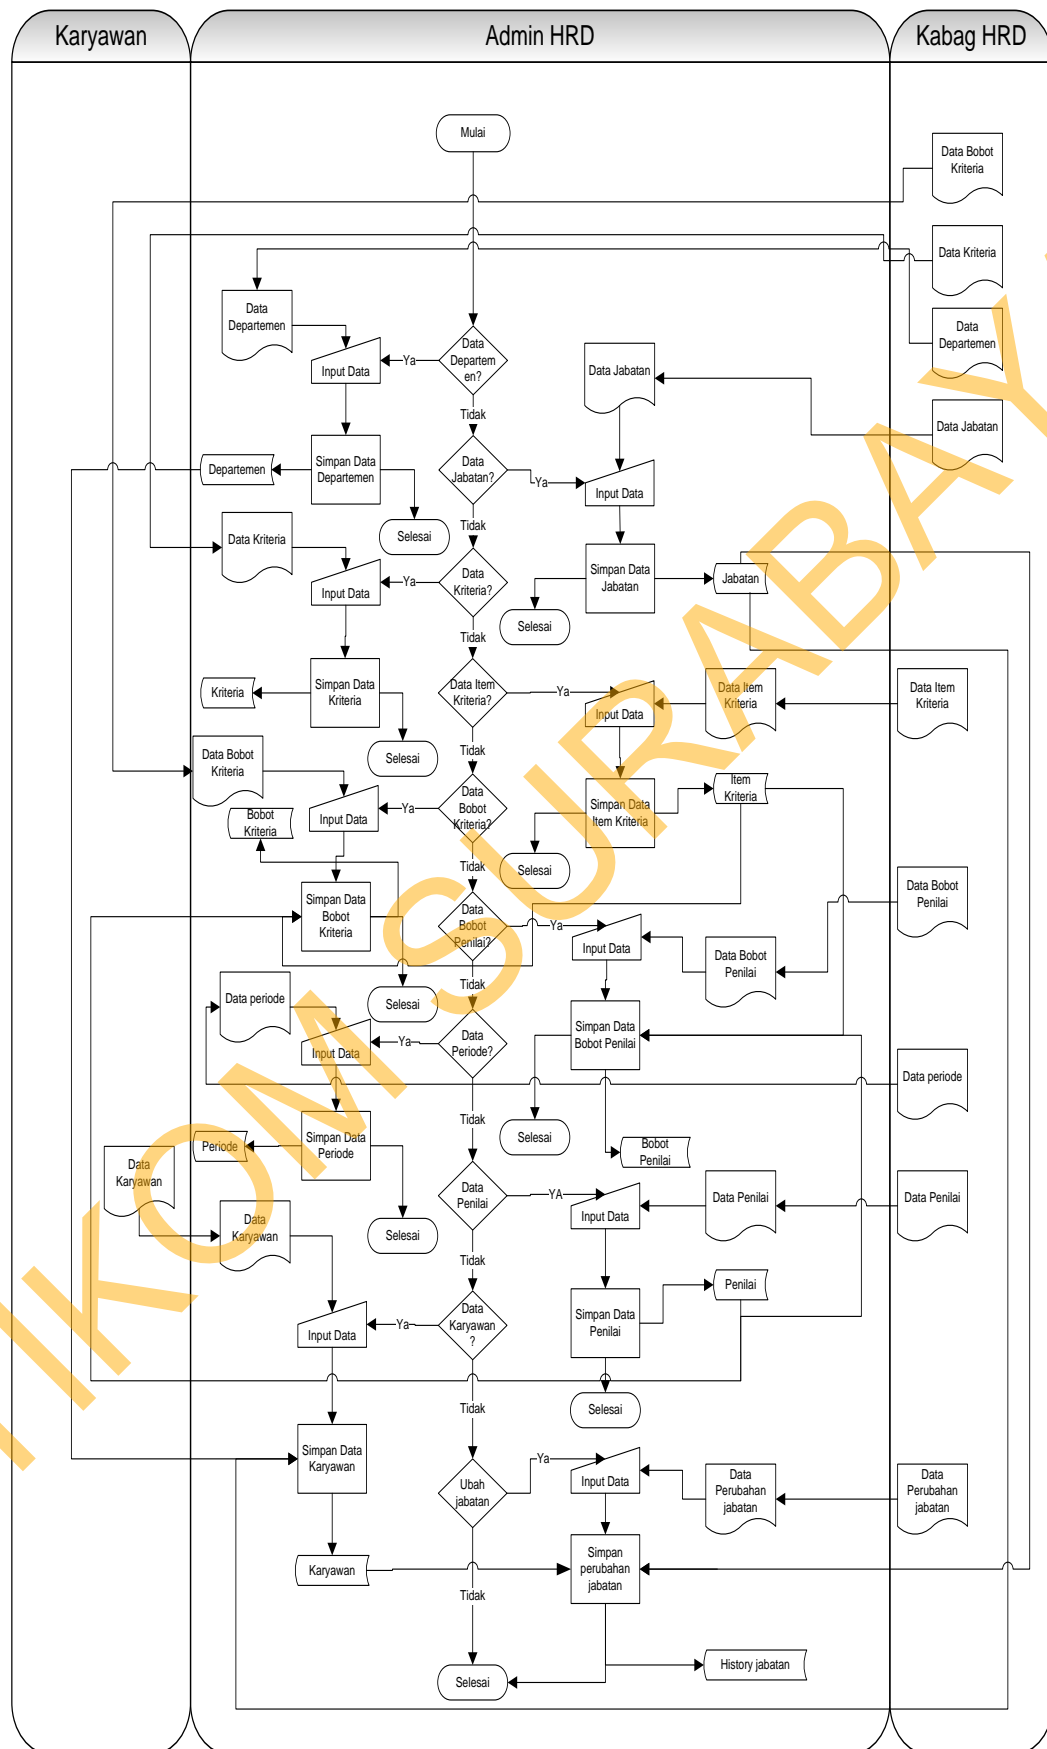 Karyawan
Admin HRD
Kabag HRD
Mulai
Data Bobot
Kriteria
Data Kriteria
Data
Departemen
Data
Departemen
Input Data
Ya
Data
Departem
en?
Data Jabatan
Data Jabatan
Tidak
Departemen
Simpan Data
Departemen
Data
Jabatan?
Ya
Input Data
Selesai
Tidak
Data Kriteria
Input Data
Ya
Data
Kriteria?
Simpan Data
Jabatan
Jabatan
Selesai
Tidak
Kriteria
Simpan Data
Kriteria
Data Item
Kriteria?
Ya
Input Data
Data Item
Kriteria
Data Item
Kriteria
Selesai
Tidak
Data Bobot
Kriteria
Input Data
Ya
Data
Bobot
Kriteria?
Simpan Data
Item Kriteria
Item
Kriteria
Bobot
Kriteria
Selesai
Tidak
Simpan Data
Bobot
Kriteria
Data
Bobot
Penilai?
Ya
Input Data
Data Bobot
Penilai
Data Bobot
Penilai
Selesai
Tidak
Data periode
Input Data
Ya
Data
Periode?
Simpan Data
Bobot Penilai
Data periode
Selesai
Tidak
Periode
Simpan Data
Periode
Bobot
Penilai
Data
Karyawan
Data
Karyawan
Selesai
Data
Penilai
YA
Input Data
Data Penilai
Data Penilai
Tidak
Input Data
Ya
Data
Karyawan
?
Simpan Data
Penilai
Penilai
Selesai
Tidak
Simpan Data
Karyawan
Ubah
jabatan
Ya
Input Data
Data
Perubahan
jabatan
Data
Perubahan
jabatan
Karyawan
Simpan
perubahan
jabatan
Tidak
Selesai
History jabatan
IKOM SURABAY